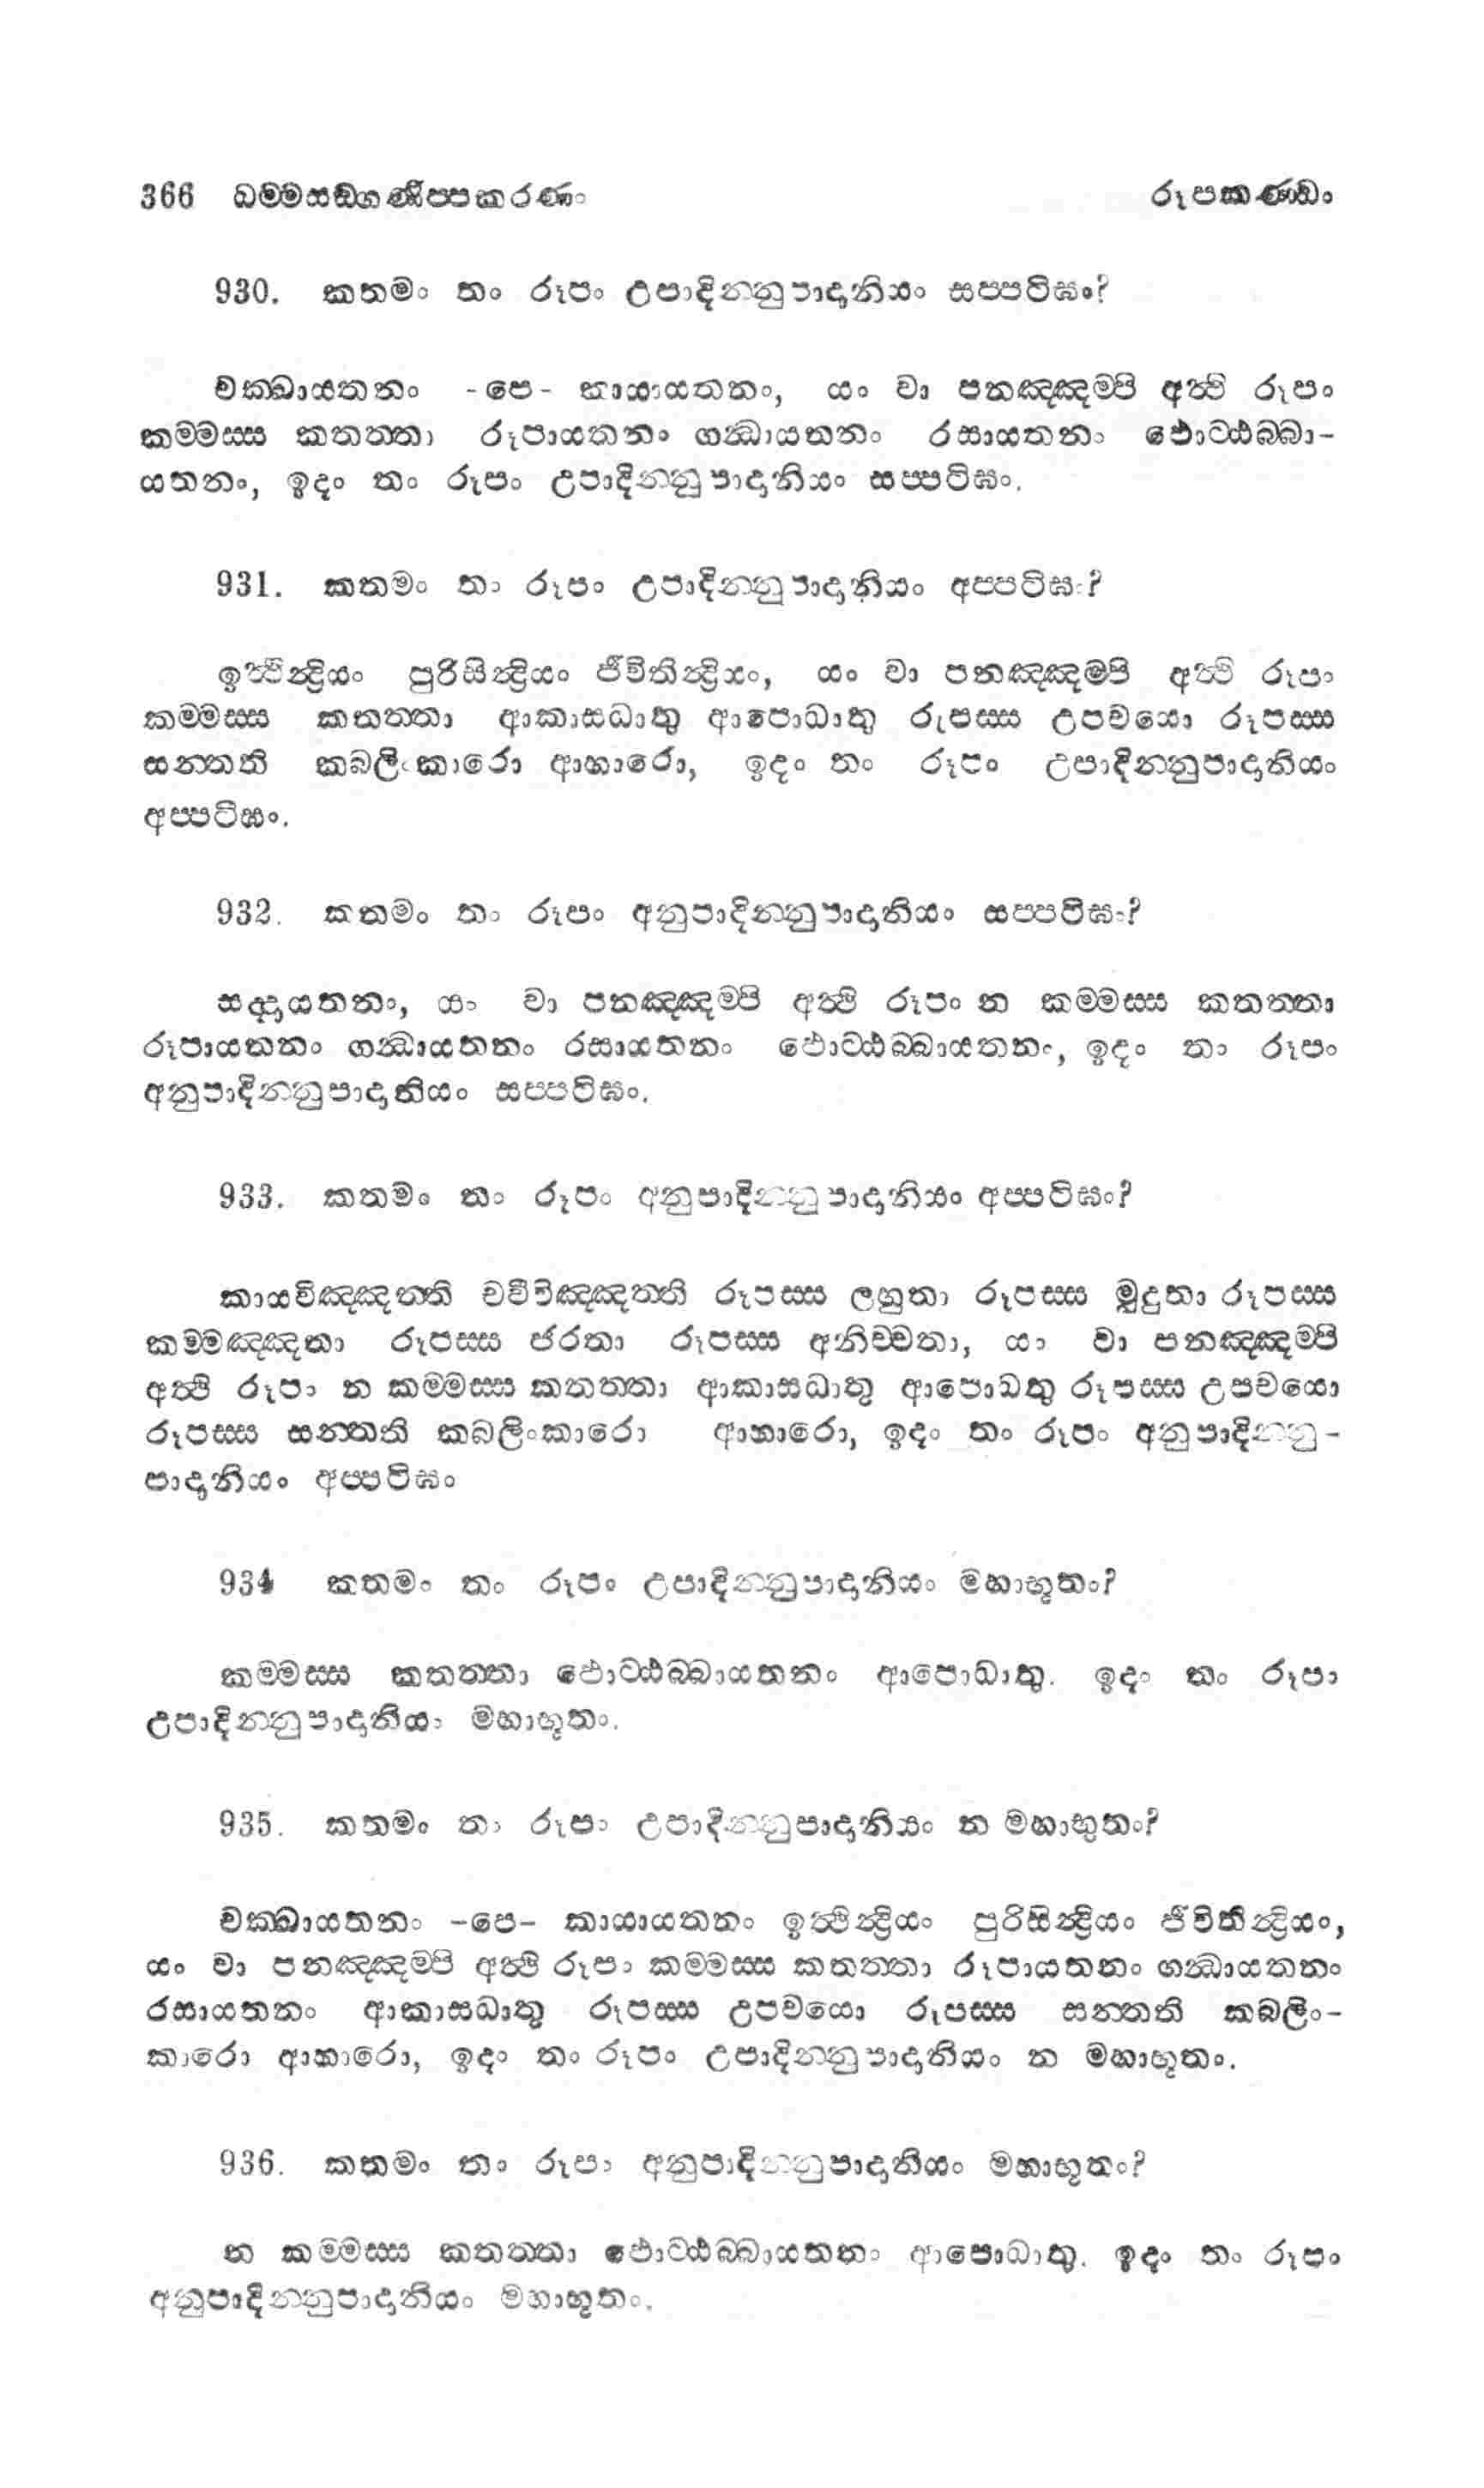 366 ධම්මසඞ්ගණිප්පකරණං රූපකණ්ඩං
930. කතමං තං රූපං උපාදින්නුපාදානියං සප්පටිඝං?
චක්ඛායතනං -පෙ- කායායතනං, යං වා පනඤ්ඤම්පි අත්ථි රූපං
කම්මස්ස කතත්තා රූපායතනං ගන්ධායතනං රසායතනං ඵොට්ඨබ්බා-
යතනං, ඉදං තං රූපං උපාදින්නුපාදානියං සප්පටිඝං.
931. කතමං තං රූපං උපාදින්නුපාදානියං අප්පටිඝං?
ඉත්ථින්ද්‍රියං පුරිසින්ද්‍රියං ජීවිතින්ද්‍රියං, යං වා පනඤ්ඤම්පි අත්ථි රූපං
කම්මස්ස කතත්තා ආකාසධාතු ආපොධාතු රූපස්ස උපචයො රූපස්ස
සන්තති කබලිංකාරො ආහාරො, ඉදං තං රූපං උපාදින්නුපාදානියං
අප්පටිඝං.
932. කතමං තං රූපං අනුපාදින්නුපාදානියං සප්පටිඝං?
සද්දායතනං, යං වා පනඤ්ඤම්පි අත්ථි රූපං න කම්මස්ස කතත්තා
රූපායතනං ගන්ධායතනං රසායතනං ඵොට්ඨබ්බායතනං, ඉදං තං රූපං
අනුපාදින්නුපාදානියං සප්පටිඝං.
933. කතමං තං රූපං අනුපාදින්නුපාදානියං අප්පටිඝං?
කායවිඤ්ඤත්ති වචීවිඤ්ඤත්ති රූපස්ස ලහුතා රූපස්ස මුදුතා රූපස්ස
කම්මඤ්ඤතා රූපස්ස ජරතා රූපස්ස අනිච්චතා, යං වා පනඤ්ඤම්පි
අත්ථි රූපං න කම්මස්ස කතත්තා ආකාසධාතු ආපොධතු රූපස්ස උපචයො
රූපස්ස සන්තති කබලිංකාරො ආහාරො, ඉදං තං රූපං අනුපාදින්නු-
පාදානියං අප්පටිඝං
934 කතමං තං රූපං උපාදින්නුපාදානියං මහාභූතං?
කම්මස්ස කතත්තා ඵොට්ඨබ්බායතනං ආපොධාතු. ඉදං තං රූපං
උපාදින්නුපාදානියං මහාභූතං.
935. කතමං තං රූපං උපාදින්නුපාදානියං න මහාභූතං?
චක්ඛායතනං -පෙ- කායායතනං ඉත්ථින්ද්‍රියං පුරිසින්ද්‍රියං ජීවිතින්ද්‍රියං,
යං වා පනඤ්ඤම්පි අත්ථි රූපං කම්මස්ස කතත්තා රූපායතනං ගන්ධායතනං
රසායතනං ආකාසධාතු රූපස්ස උපචයො රූපස්ස සන්තති කබලිං-
කාරො ආහාරො, ඉදං තං රූපං උපාදින්නුපාදානියං න මහාභූතං.
936. කතමං තං රූපං අනුපාදින්නුපාදානියං මහාභූතං?
න කම්මස්ස කතත්තා ඵොට්ඨබ්බායතනං ආපොධාතු. ඉදං තං රූපං
අනුපාදින්නුපාදානියං මහාභූතං.